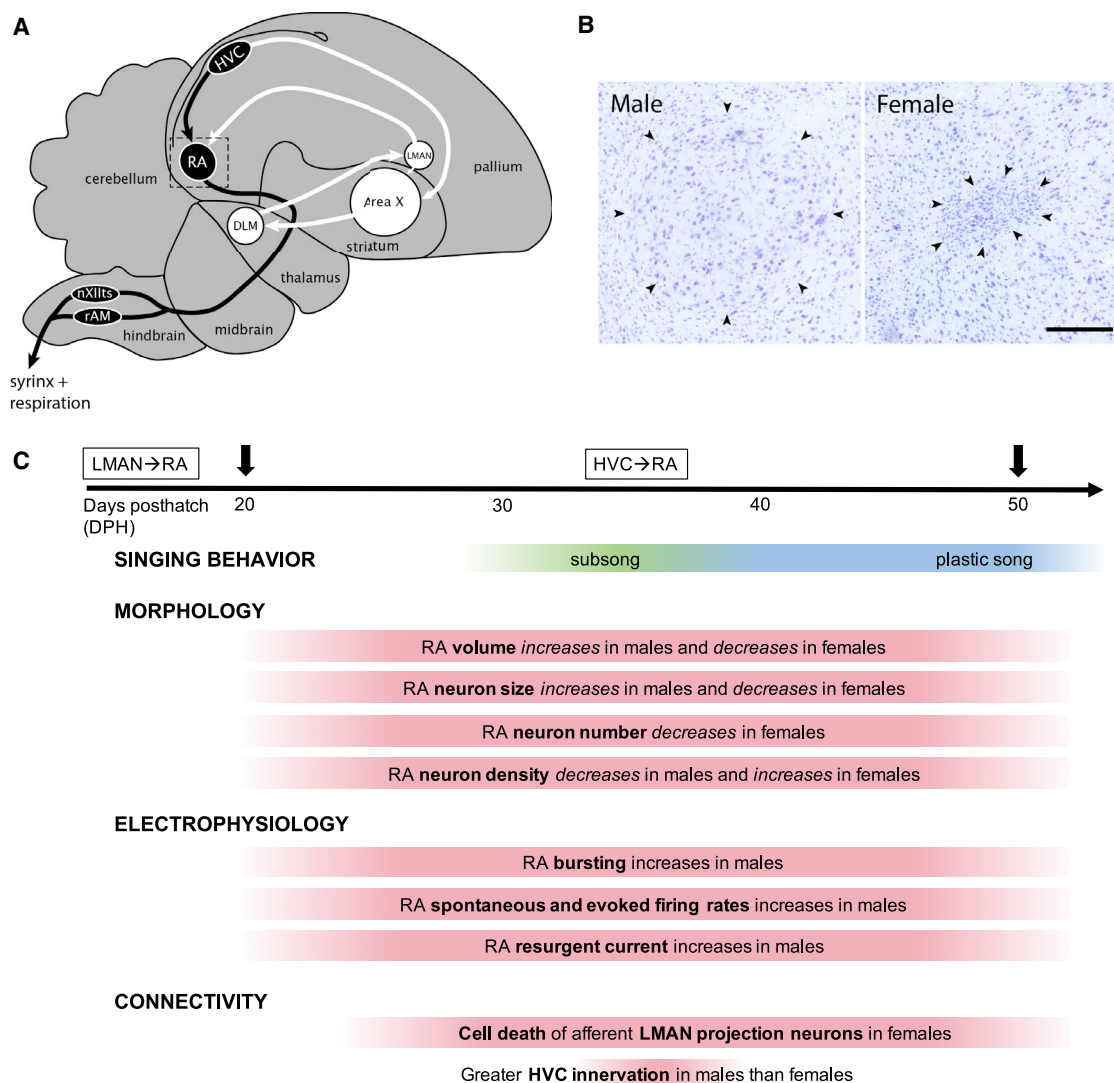 A
HVC
RA
LMAN
cerebellum
pallium
Area X
DLM
striatum
thalamus
nXIIts
rAM
hindbrain
midbrain
syrinx +
respiration
B
Male
Female
C
LMAN→RA
HVC→RA
Days posthatch
(DPH)
20
30
40
50
SINGING BEHAVIOR
subsong
plastic song
MORPHOLOGY
RA volume increases in males and decreases in females
RA neuron size increases in males and decreases in females
RA neuron number decreases in females
RA neuron density decreases in males and increases in females
ELECTROPHYSIOLOGY
RA bursting increases in males
RA spontaneous and evoked firing rates increases in males
RA resurgent current increases in males
CONNECTIVITY
Cell death of afferent LMAN projection neurons in females
Greater HVC innervation in males than females